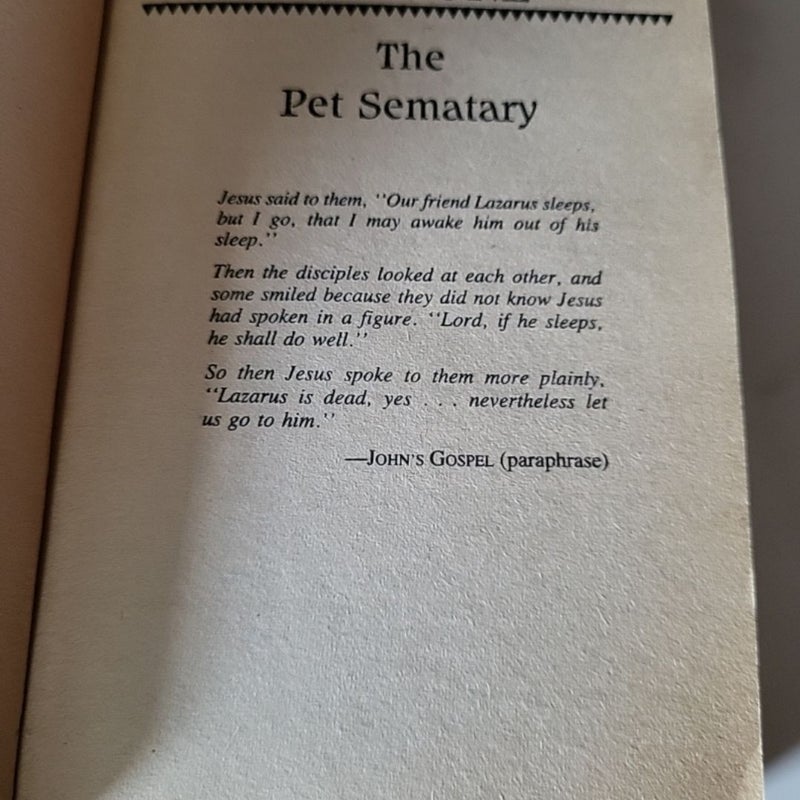 The
Pet Sematary
Jesus said to them, ‘‘Our friend Lazarus sleeps,
but I go, that I may awake him out of his
sleep.’’
Then the disciples looked at each other, and
some smiled because they did not know Jesus
had spoken in a figure. ‘‘Lord, if he sleeps,
he shall do well.’’
So then Jesus spoke to them more plainly,
‘‘Lazarus is dead, yes . . . nevertheless let
us go to him.’’
—JOHN'S GOSPEL (paraphrase)